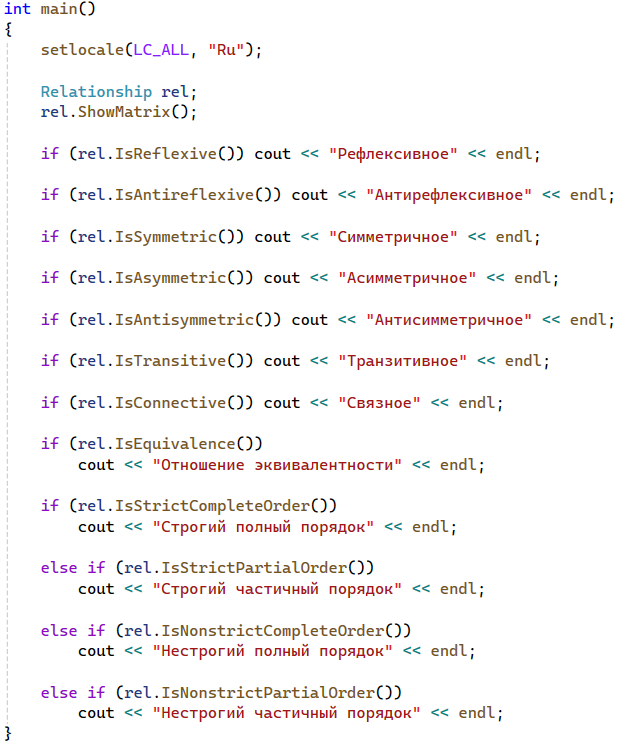 int main()
{
    setlocale(LC_ALL, "Ru");

    Relationship rel;
    rel.ShowMatrix();

    if (rel.IsReflexive()) cout << "Рефлексивное" << endl;

    if (rel.IsAntireflexive()) cout << "Антирефлексивное" << endl;

    if (rel.IsSymmetric()) cout << "Симметричное" << endl;

    if (rel.IsAsymmetric()) cout << "Асимметричное" << endl;

    if (rel.IsAntisymmetric()) cout << "Антисимметричное" << endl;

    if (rel.IsTransitive()) cout << "Транзитивное" << endl;

    if (rel.IsConnective()) cout << "Связное" << endl;

    if (rel.IsEquivalence())
        cout << "Отношение эквивалентности" << endl;

    if (rel.IsStrictCompleteOrder())
        cout << "Строгий полный порядок" << endl;

    else if (rel.IsStrictPartialOrder())
        cout << "Строгий частичный порядок" << endl;

    else if (rel.IsNonstrictCompleteOrder())
        cout << "Нестрогий полный порядок" << endl;

    else if (rel.IsNonstrictPartialOrder())
        cout << "Нестрогий частичный порядок" << endl;
}